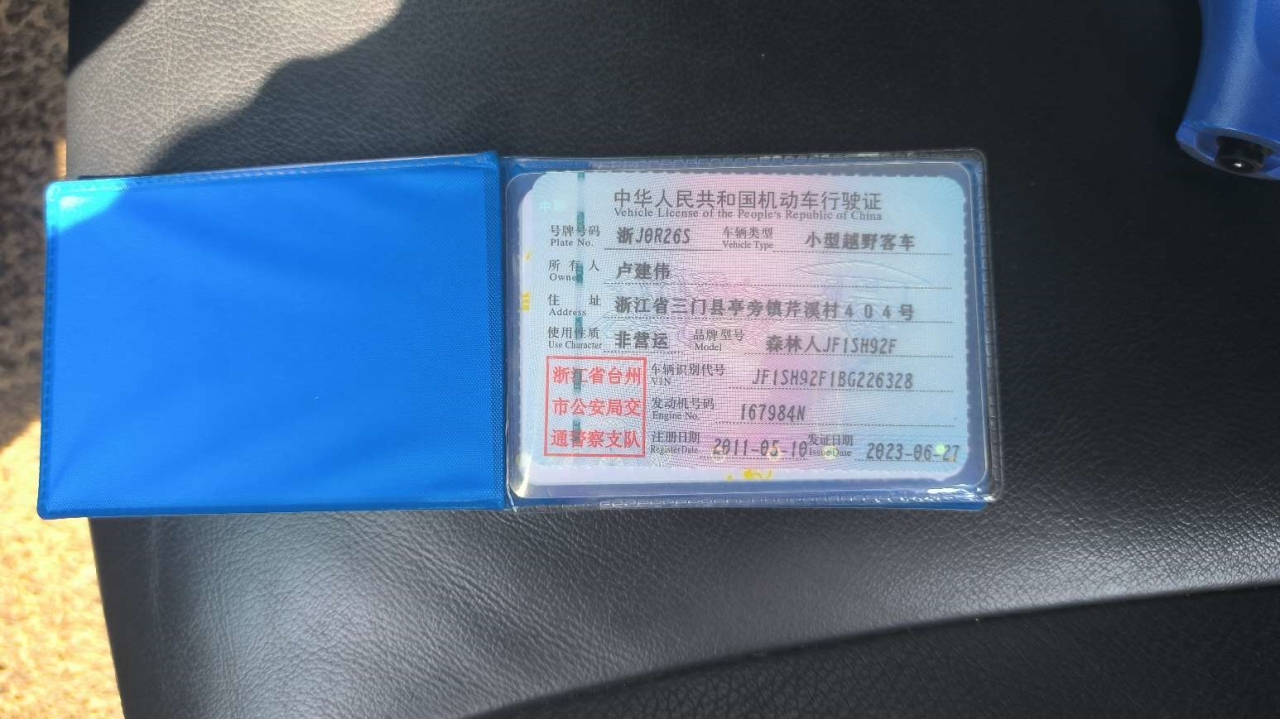 中华人民共和国机动车行驶证
Vehicle License of the People's Republic of China
号牌号码 浙J0R26S 车辆类型 小型越野客车
Plate No. Vehicle Type
所有人 卢建伟
Owner
住址 浙江省三门县亭旁镇芹溪村404号
Address
使用性质 非营运 品牌型号 森林人JF1SH92F
Use Character Model
浙江省台州
市公安局交
通警察支队
车辆识别代号 JF1SH92F1BG226328
VIN
发动机号码 I67984N
Engine No.
注册日期 2011-05-10 发证日期 2023-06-27
Register Date Issue Date